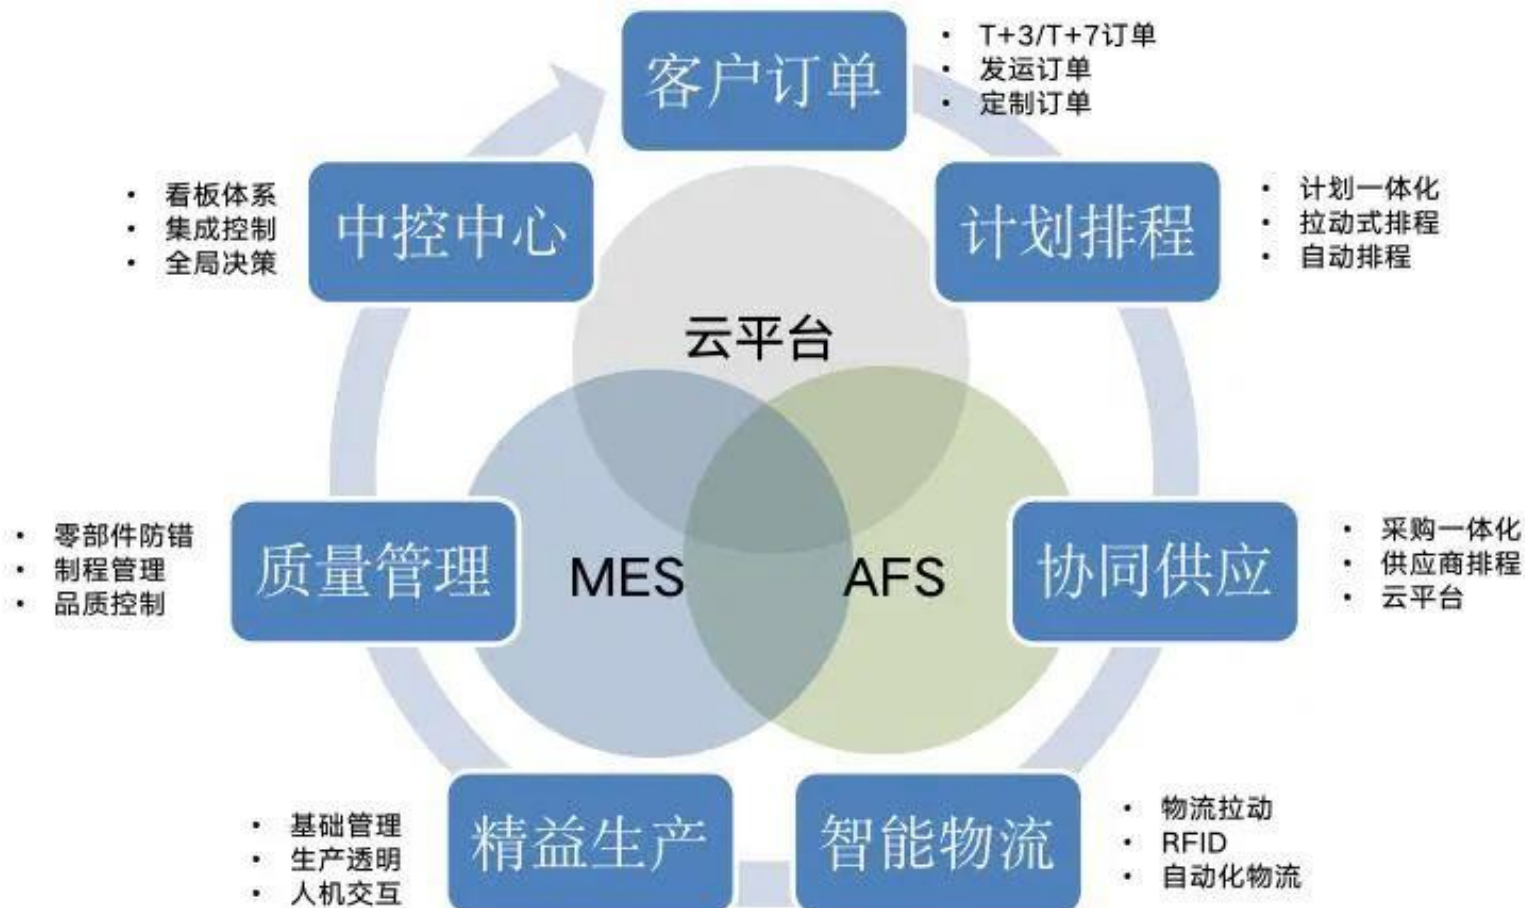 客户订单
• T+3/T+7订单
• 发运订单
• 定制订单
计划排程
• 计划一体化
• 拉动式排程
• 自动排程
协同供应
• 采购一体化
• 供应商排程
• 云平台
智能物流
• 物流拉动
• RFID
• 自动化物流
精益生产
• 基础管理
• 生产透明
• 人机交互
质量管理
• 零部件防错
• 制程管理
• 品质控制
中控中心
• 看板体系
• 集成控制
• 全局决策
云平台
MES
AFS